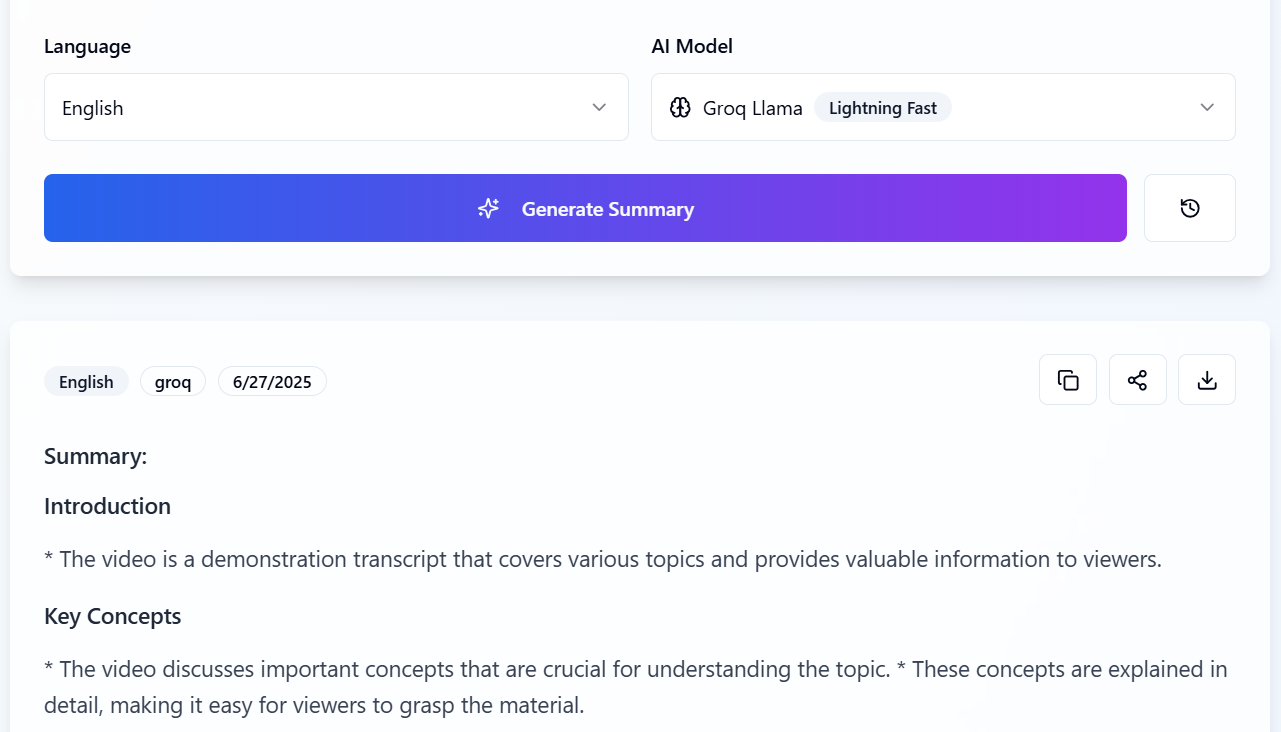 Language
AI Model
English
Groq Llama Lightning Fast
Generate Summary
English groq 6/27/2025
Summary:
Introduction
* The video is a demonstration transcript that covers various topics and provides valuable information to viewers.
Key Concepts
* The video discusses important concepts that are crucial for understanding the topic. * These concepts are explained in
detail, making it easy for viewers to grasp the material.